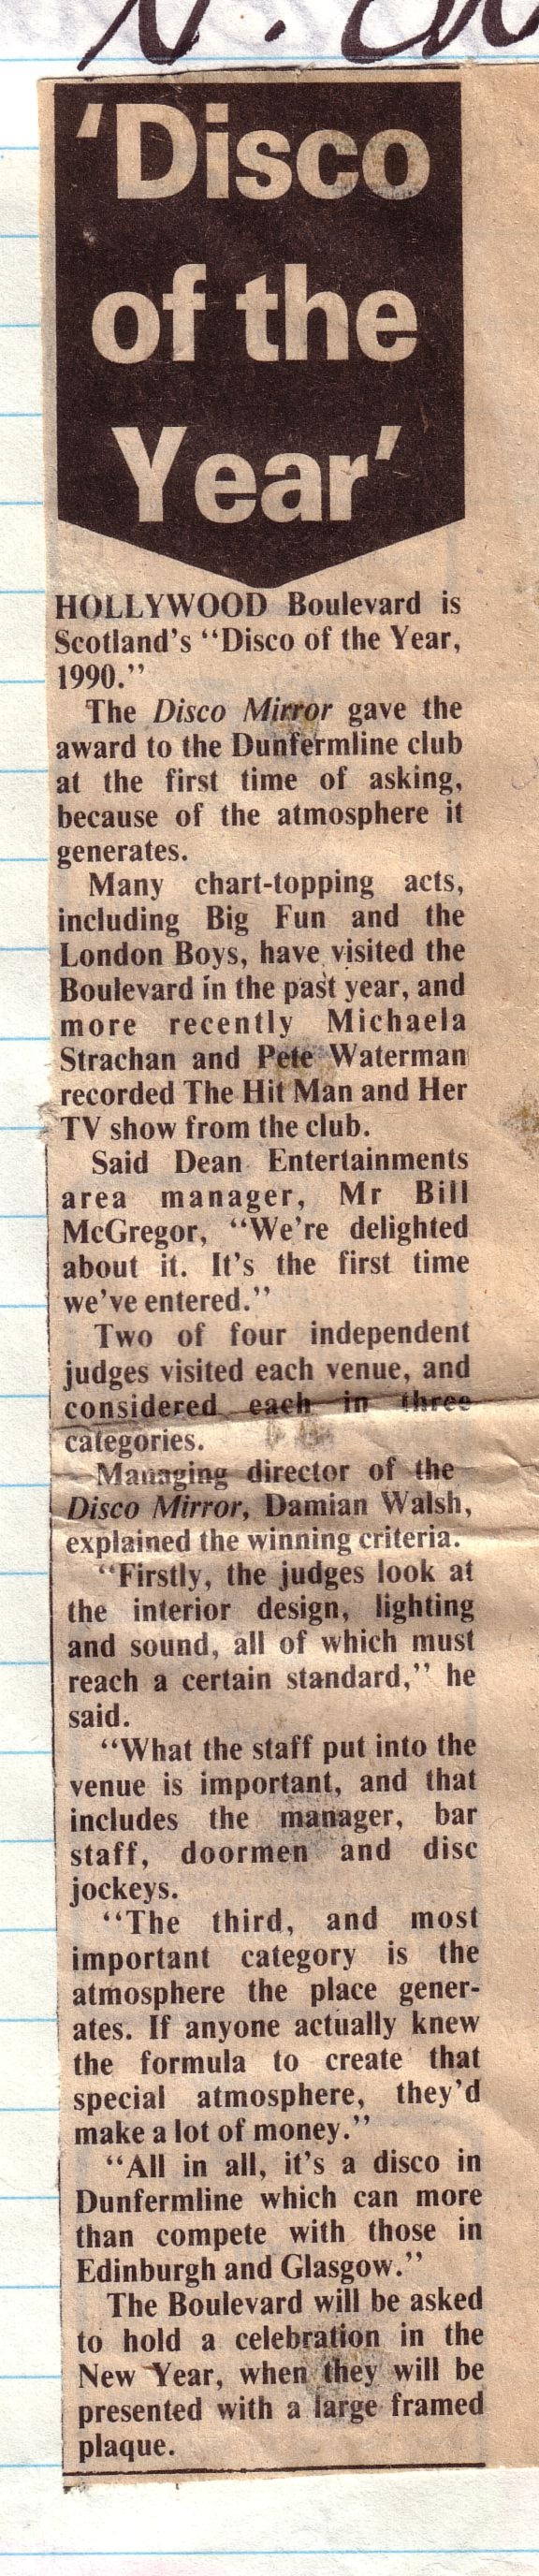 'Disco
of the
Year'
HOLLYWOOD Boulevard is
Scotland's "Disco of the Year,
1990."
The Disco Mirror gave the
award to the Dunfermline club
at the first time of asking,
because of the atmosphere it
generates.
Many chart-topping acts,
including Big Fun and the
London Boys, have visited the
Boulevard in the past year, and
more recently Michaela
Strachan and Pete Waterman
recorded The Hit Man and Her
TV show from the club.
Said Dean Entertainments
area manager, Mr Bill
McGregor, "We're delighted
about it. It's the first time
we've entered."
Two of four independent
judges visited each venue, and
considered each in three
categories.
Managing director of the
Disco Mirror, Damian Walsh,
explained the winning criteria.
"Firstly, the judges look at
the interior design, lighting
and sound, all of which must
reach a certain standard," he
said.
"What the staff put into the
venue is important, and that
includes the manager, bar
staff, doormen and disc
jockeys.
"The third, and most
important category is the
atmosphere the place gener-
ates. If anyone actually knew
the formula to create that
special atmosphere, they'd
make a lot of money."
"All in all, it's a disco in
Dunfermline which can more
than compete with those in
Edinburgh and Glasgow."
The Boulevard will be asked
to hold a celebration in the
New Year, when they will be
presented with a large framed
plaque.